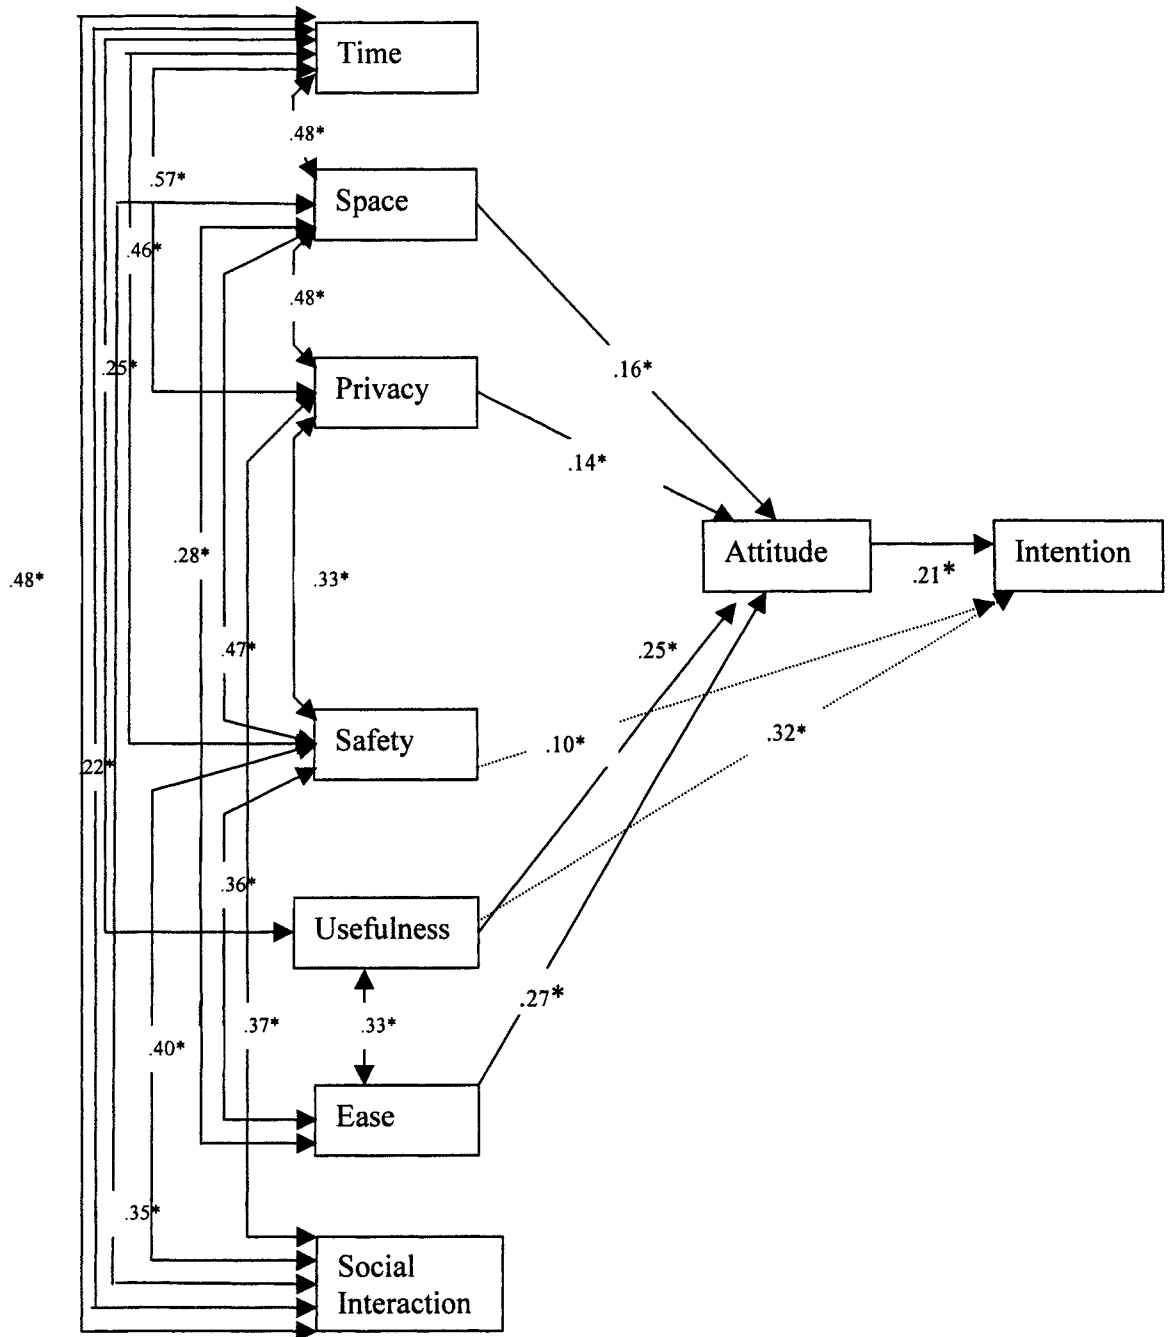 Time
.48*
.57*
Space
.46*
.48*
.25*
.16*
Privacy
.14*
.28*
Attitude
Intention
.21*
.48*
.33*
.47*
.25*
Safety
.10*
.32*
.22*
.36*
Usefulness
.27*
.37*
.33*
.40*
Ease
.35*
Social
Interaction